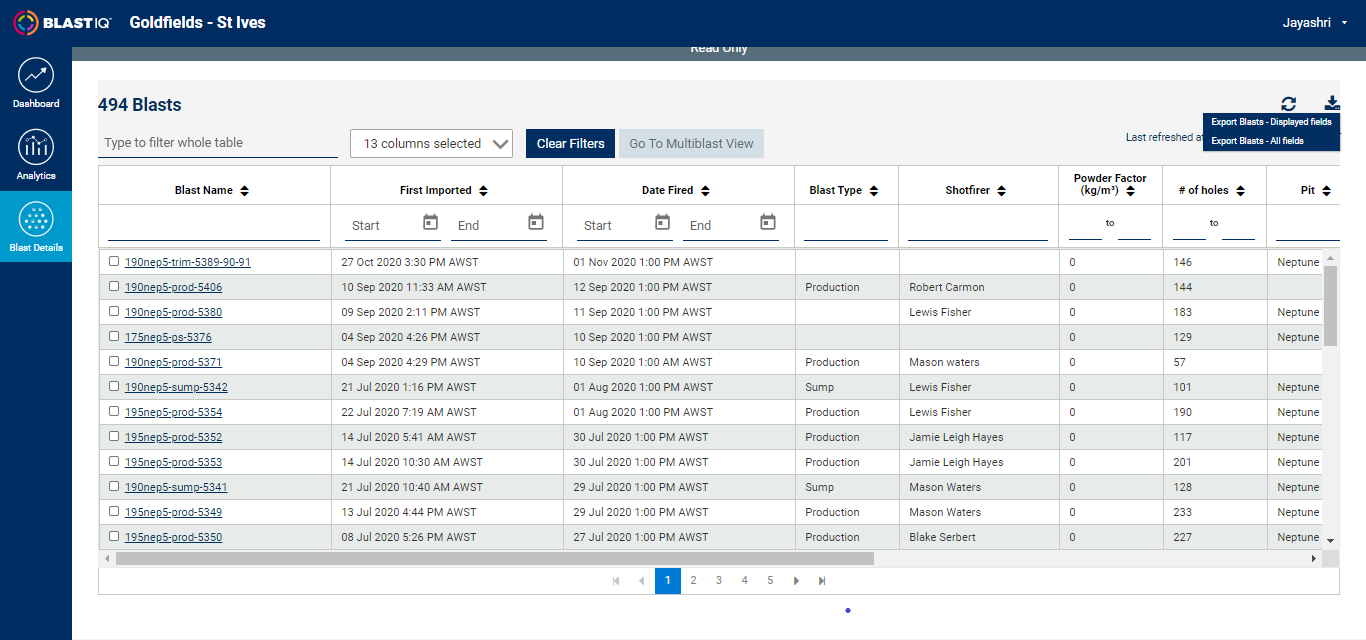 BLASTIQ™ Goldfields - St Ives Jayashri
Read Only
Dashboard
Analytics
Blast Details
494 Blasts
Type to filter whole table 13 columns selected Clear Filters Go To Multiblast View
Last refreshed at
Export Blasts - Displayed fields
Export Blasts - All fields
Blast Name First Imported Date Fired Blast Type Shotfirer Powder Factor (kg/m³) # of holes Pit
Start End Start End to to
190nep5-trim-5389-90-91 27 Oct 2020 3:30 PM AWST 01 Nov 2020 1:00 PM AWST 0 146 Neptune
190nep5-prod-5406 10 Sep 2020 11:33 AM AWST 12 Sep 2020 1:00 PM AWST Production Robert Carmon 0 144
190nep5-prod-5380 09 Sep 2020 2:11 PM AWST 11 Sep 2020 1:00 PM AWST Lewis Fisher 0 183 Neptune
175nep5-ps-5376 04 Sep 2020 4:26 PM AWST 10 Sep 2020 1:00 PM AWST 0 129 Neptune
190nep5-prod-5371 04 Sep 2020 4:29 PM AWST 10 Sep 2020 1:00 AM AWST Production Mason waters 0 57
190nep5-sump-5342 21 Jul 2020 1:16 PM AWST 01 Aug 2020 1:00 PM AWST Sump Lewis Fisher 0 101 Neptune
195nep5-prod-5354 22 Jul 2020 7:19 AM AWST 01 Aug 2020 1:00 PM AWST Production Lewis Fisher 0 190 Neptune
195nep5-prod-5352 14 Jul 2020 5:41 AM AWST 30 Jul 2020 1:00 PM AWST Production Jamie Leigh Hayes 0 117 Neptune
195nep5-prod-5353 14 Jul 2020 10:30 AM AWST 30 Jul 2020 1:00 PM AWST Production Jamie Leigh Hayes 0 201 Neptune
190nep5-sump-5341 21 Jul 2020 10:40 AM AWST 29 Jul 2020 1:00 PM AWST Sump Mason Waters 0 128 Neptune
195nep5-prod-5349 13 Jul 2020 4:44 PM AWST 29 Jul 2020 1:00 PM AWST Production Mason Waters 0 233 Neptune
195nep5-prod-5350 08 Jul 2020 5:26 PM AWST 27 Jul 2020 1:00 PM AWST Production Blake Serbert 0 227 Neptune
1 2 3 4 5